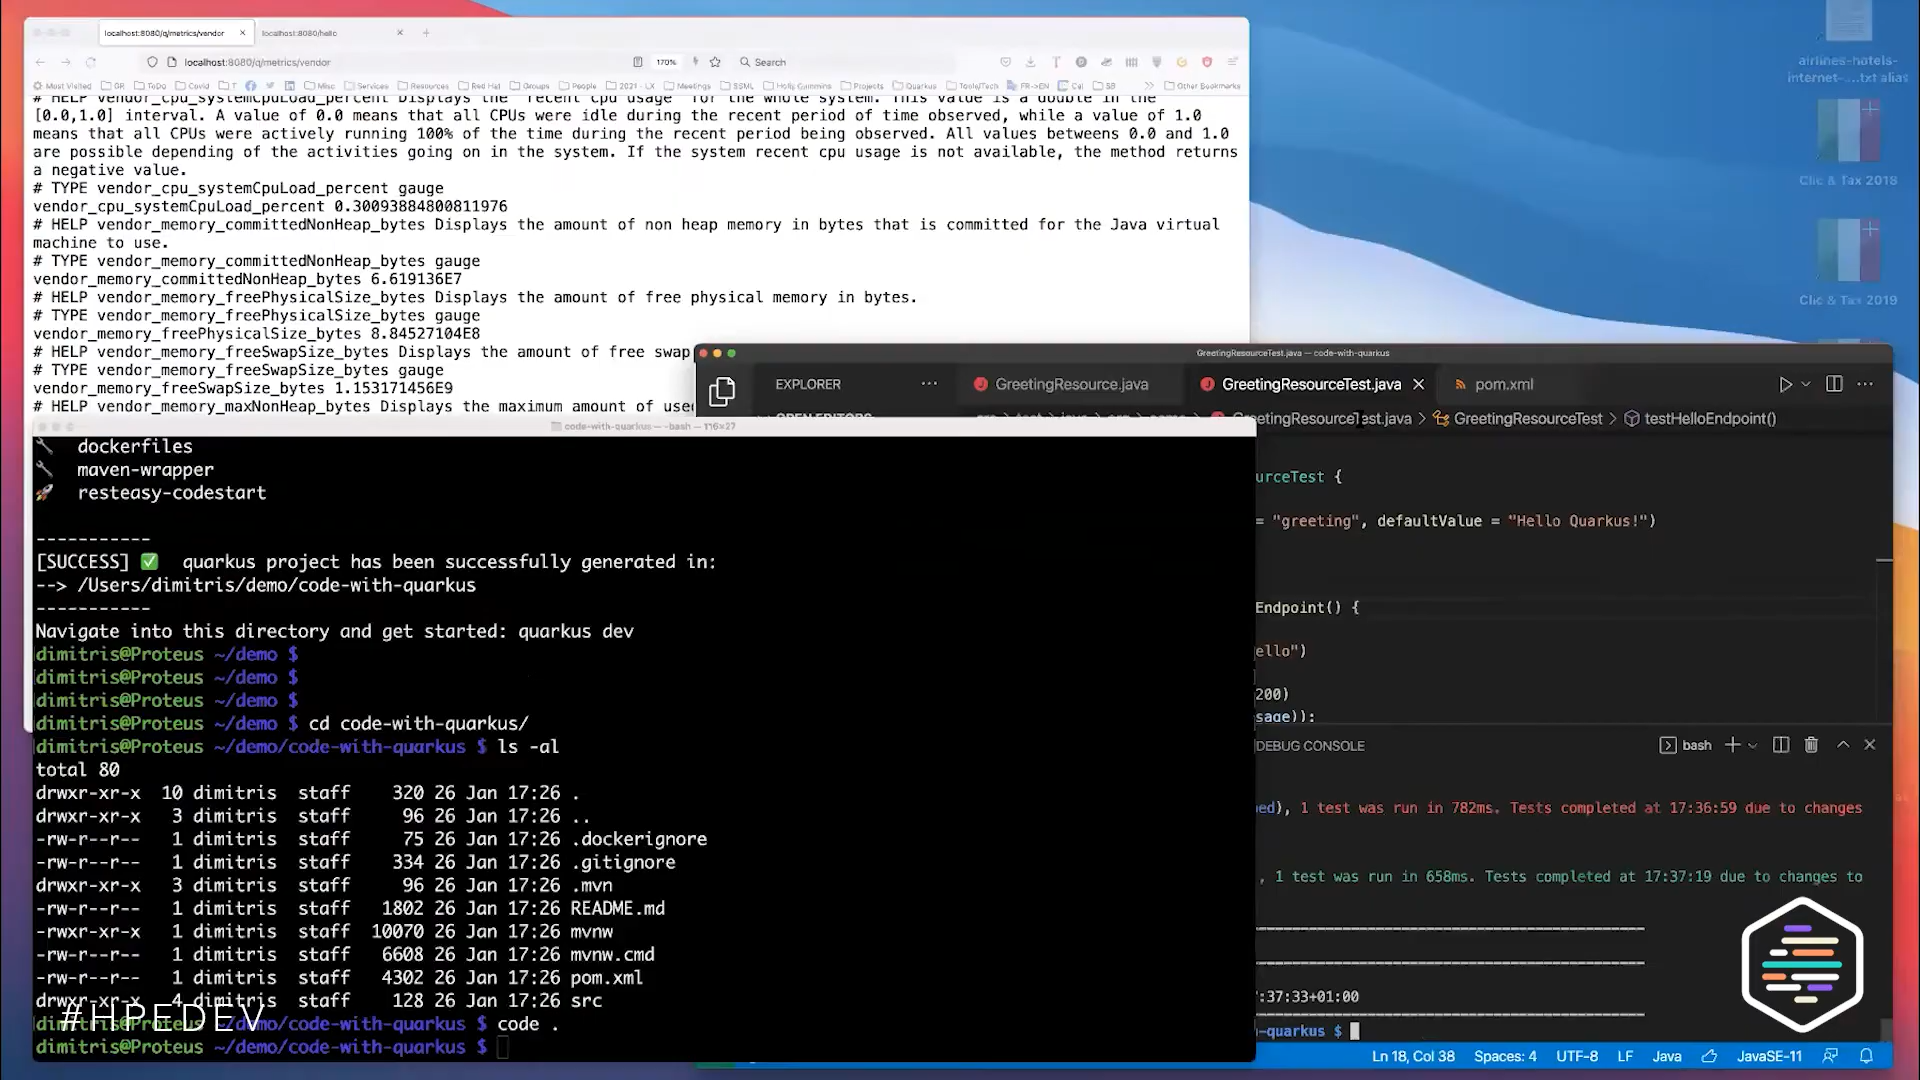 localhost:8080/q/metrics/vendor
localhost:8080/hello
localhost:8080/q/metrics/vendor
170%
Search
Most Visited GR ToDo Covid T Misc Services Resources Red Hat Groups People 2021 - LX Meetings SSML Holly Cummins Projects Quarkus Tools/Tech FR->EN Cal SB Other Bookmarks
# HELP vendor_cpu_systemCpuLoad_percent Displays the "recent cpu usage" for the whole system. This value is a double in the
[0.0,1.0] interval. A value of 0.0 means that all CPUs were idle during the recent period of time observed, while a value of 1.0
means that all CPUs were actively running 100% of the time during the recent period being observed. All values betweens 0.0 and 1.0
are possible depending of the activities going on in the system. If the system recent cpu usage is not available, the method returns
a negative value.
# TYPE vendor_cpu_systemCpuLoad_percent gauge
vendor_cpu_systemCpuLoad_percent 0.30093884800811976
# HELP vendor_memory_committedNonHeap_bytes Displays the amount of non heap memory in bytes that is committed for the Java virtual
machine to use.
# TYPE vendor_memory_committedNonHeap_bytes gauge
vendor_memory_committedNonHeap_bytes 6.619136E7
# HELP vendor_memory_freePhysicalSize_bytes Displays the amount of free physical memory in bytes.
# TYPE vendor_memory_freePhysicalSize_bytes gauge
vendor_memory_freePhysicalSize_bytes 8.84527104E8
# HELP vendor_memory_freeSwapSize_bytes Displays the amount of free swap
# TYPE vendor_memory_freeSwapSize_bytes gauge
vendor_memory_freeSwapSize_bytes 1.153171456E9
# HELP vendor_memory_maxNonHeap_bytes Displays the maximum amount of used
airlines-hotels-
internet-....txt alias
Clic & Tax 2018
Clic & Tax 2019
GreetingResourceTest.java — code-with-quarkus
EXPLORER
OPEN EDITORS
GreetingResource.java
GreetingResourceTest.java
pom.xml
GreetingResourceTest.java > GreetingResourceTest > testHelloEndpoint()
urceTest {
= "greeting", defaultValue = "Hello Quarkus!")
Endpoint() {
ello")
200)
sage));
DEBUG CONSOLE
bash
ed), 1 test was run in 782ms. Tests completed at 17:36:59 due to changes
, 1 test was run in 658ms. Tests completed at 17:37:19 due to changes to
:37:33+01:00
-quarkus $
Ln 18, Col 38 Spaces: 4 UTF-8 LF Java JavaSE-11
code-with-quarkus — -bash — 116×27
dockerfiles
maven-wrapper
resteasy-codestart
-----------
[SUCCESS] ✅ quarkus project has been successfully generated in:
--> /Users/dimitris/demo/code-with-quarkus
-----------
Navigate into this directory and get started: quarkus dev
dimitris@Proteus ~/demo $
dimitris@Proteus ~/demo $
dimitris@Proteus ~/demo $
dimitris@Proteus ~/demo $ cd code-with-quarkus/
dimitris@Proteus ~/demo/code-with-quarkus $ ls -al
total 80
drwxr-xr-x 10 dimitris staff 320 26 Jan 17:26 .
drwxr-xr-x 3 dimitris staff 96 26 Jan 17:26 ..
-rw-r--r-- 1 dimitris staff 75 26 Jan 17:26 .dockerignore
-rw-r--r-- 1 dimitris staff 334 26 Jan 17:26 .gitignore
drwxr-xr-x 3 dimitris staff 96 26 Jan 17:26 .mvn
-rw-r--r-- 1 dimitris staff 1802 26 Jan 17:26 README.md
-rwxr-xr-x 1 dimitris staff 10070 26 Jan 17:26 mvnw
-rw-r--r-- 1 dimitris staff 6608 26 Jan 17:26 mvnw.cmd
-rw-r--r-- 1 dimitris staff 4302 26 Jan 17:26 pom.xml
drwxr-xr-x 4 dimitris staff 128 26 Jan 17:26 src
dimitris@Proteus ~/demo/code-with-quarkus $ code .
dimitris@Proteus ~/demo/code-with-quarkus $
#HPEDEV